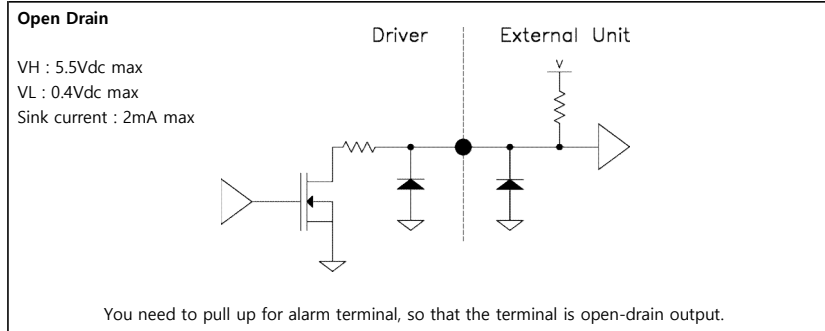 Open Drain
Driver
External Unit
VH : 5.5Vdc max
VL : 0.4Vdc max
Sink current : 2mA max
V
You need to pull up for alarm terminal, so that the terminal is open-drain output.